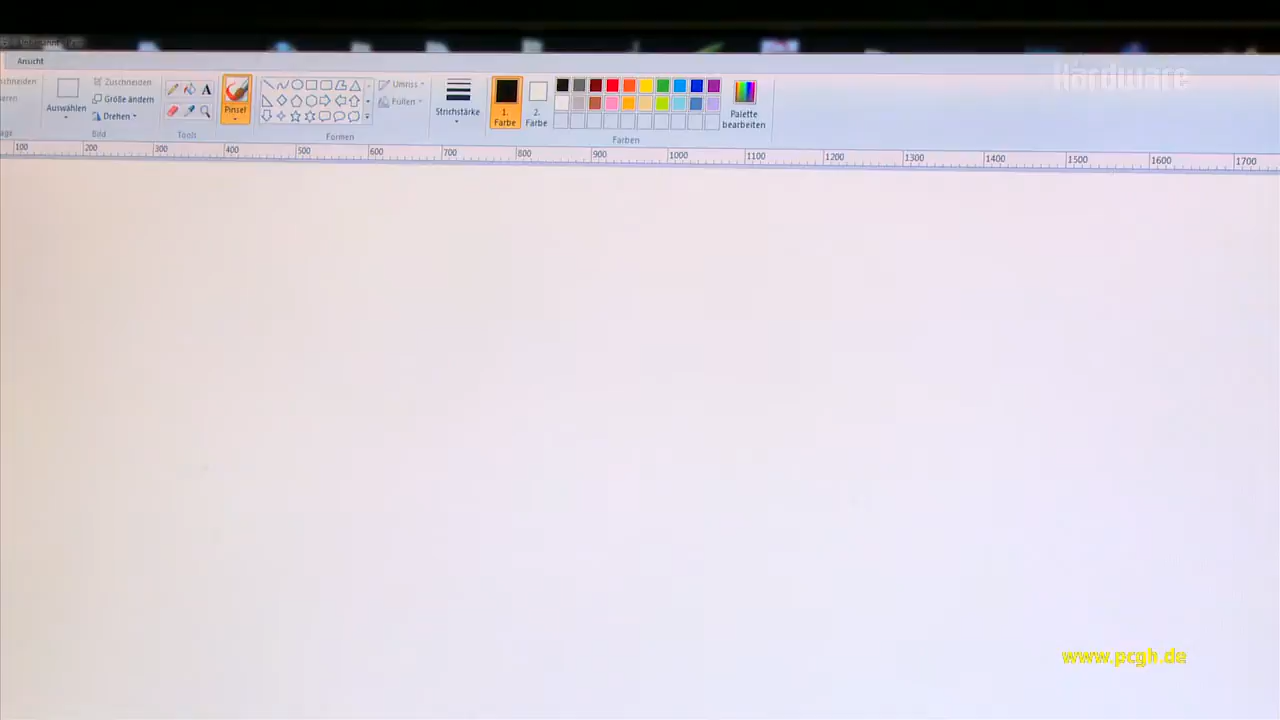 Ansicht
Zuschneiden
Größe ändern
Drehen
Auswählen
Bild
A
Tools
Pinsel
Formen
Umriss
Füllen
Strichstärke
1.
Farbe
2.
Farbe
Farben
Palette
bearbeiten
100 200 300 400 500 600 700 800 900 1000 1100 1200 1300 1400 1500 1600 1700
Hardware
www.pcgh.de